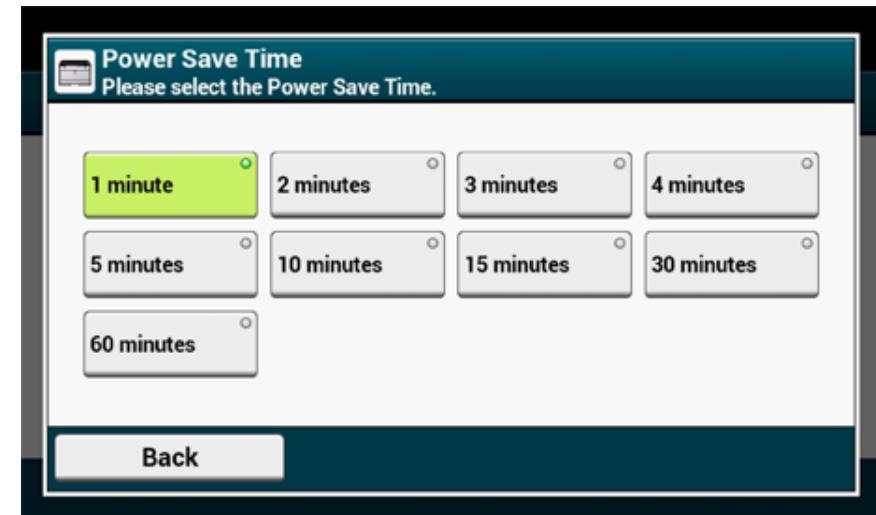 Power Save Time
Please select the Power Save Time.
1 minute
2 minutes
3 minutes
4 minutes
5 minutes
10 minutes
15 minutes
30 minutes
60 minutes
Back